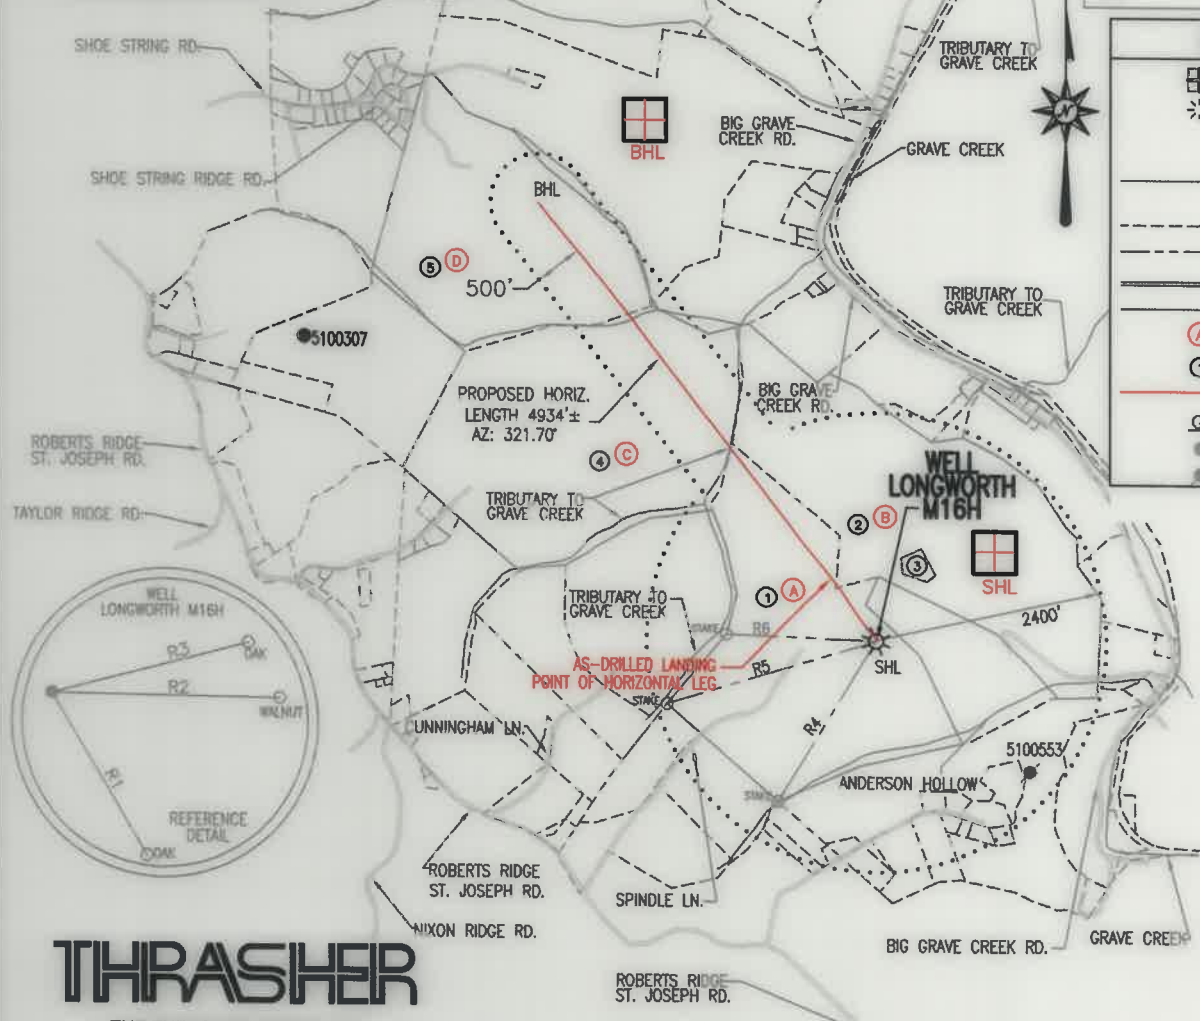 SHOE STRING RD.
TRIBUTARY TO
GRAVE CREEK
N
BIG GRAVE
CREEK RD.
GRAVE CREEK
BHL
SHOE STRING RIDGE RD.
BHL
5 D
500'
TRIBUTARY TO
GRAVE CREEK
5100307
PROPOSED HORIZ.
LENGTH 4934'±
AZ: 321.70°
BIG GRAVE
CREEK RD.
ROBERTS RIDGE
ST. JOSEPH RD.
4 C
WELL
LONGWORTH
M16H
TRIBUTARY TO
GRAVE CREEK
TAYLOR RIDGE RD.
2 B
3
SHL
WELL
LONGWORTH M16H
TRIBUTARY TO
GRAVE CREEK
1 A
2400'
STAKE
R6
R3
OAK
AS-DRILLED LANDING
POINT OF HORIZONTAL LEG
R5
SHL
R2
WALNUT
STAKE
R4
UNNINGHAM LN.
5100553
R1
ANDERSON HOLLOW
STAKE
REFERENCE
DETAIL
OAK
ROBERTS RIDGE
ST. JOSEPH RD.
SPINDLE LN.
NIXON RIDGE RD.
BIG GRAVE CREEK RD.
GRAVE CREEK
THRASHER
ROBERTS RIDGE
ST. JOSEPH RD.